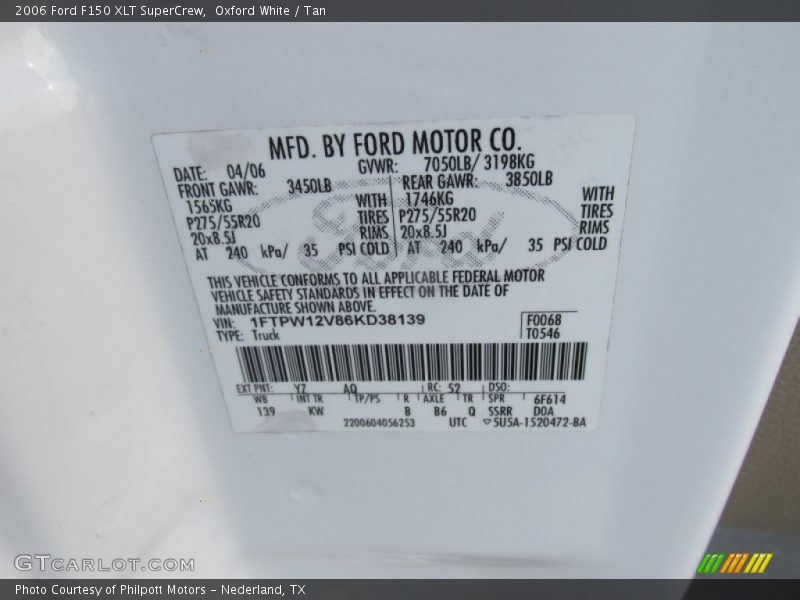 2006 Ford F150 XLT SuperCrew, Oxford White / Tan
MFD. BY FORD MOTOR CO.
DATE: 04/06 GVWR: 7050LB/ 3198KG
FRONT GAWR: 3450LB REAR GAWR: 3850LB
1565KG WITH 1746KG WITH
P275/55R20 TIRES P275/55R20 TIRES
20x8.5J RIMS 20x8.5J RIMS
AT 240 kPa/ 35 PSI COLD AT 240 kPa/ 35 PSI COLD
THIS VEHICLE CONFORMS TO ALL APPLICABLE FEDERAL MOTOR
VEHICLE SAFETY STANDARDS IN EFFECT ON THE DATE OF
MANUFACTURE SHOWN ABOVE.
VIN: 1FTPW12V86KD38139 F0068
TYPE: Truck T0546
EXT PNT: YZ AQ RC: 52 DSO:
WB INT TR TP/PS R AXLE TR SPR 6F614
139 KW B B6 Q SSRR DOA
2200604056253 UTC 5U5A-1520472-BA
Ford
GTCARLOT.COM
Photo Courtesy of Philpott Motors – Nederland, TX